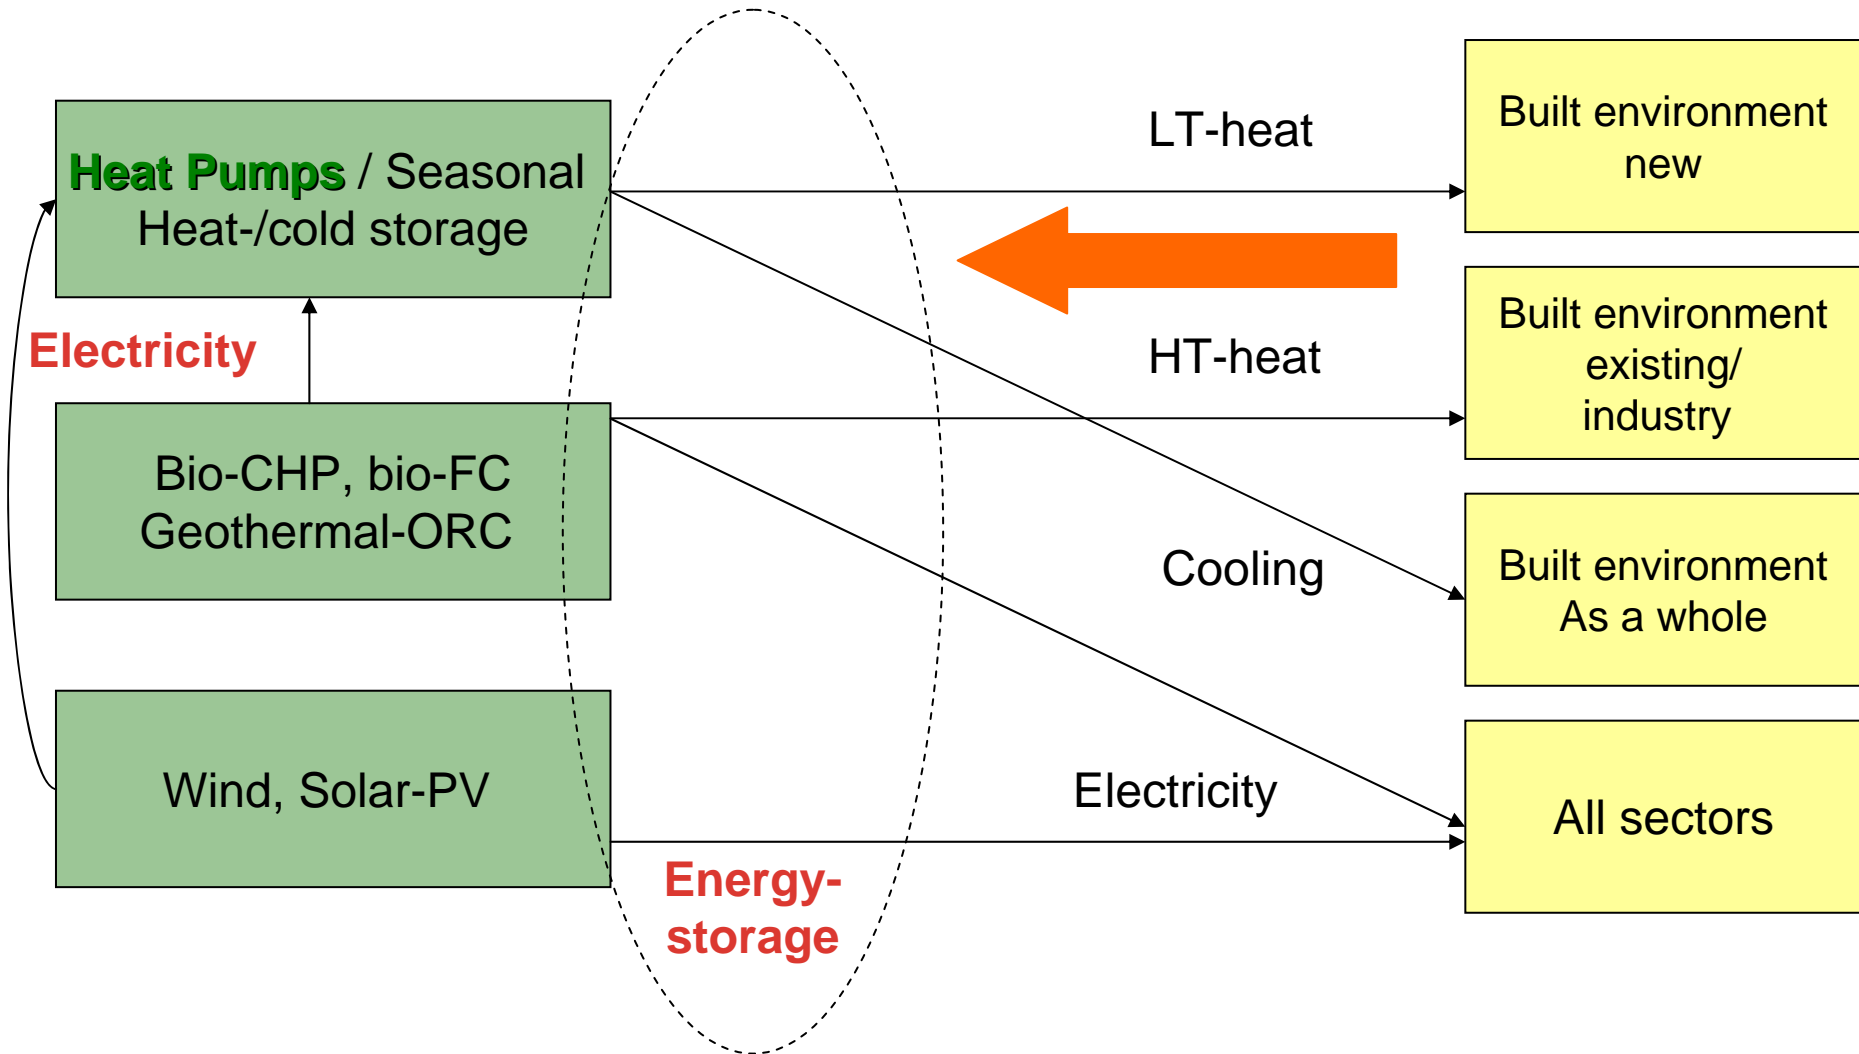 Heat Pumps / Seasonal
Heat-/cold storage
Electricity
Bio-CHP, bio-FC
Geothermal-ORC
Wind, Solar-PV
Energy-
storage
LT-heat
HT-heat
Cooling
Electricity
Built environment
new
Built environment
existing/
industry
Built environment
As a whole
All sectors